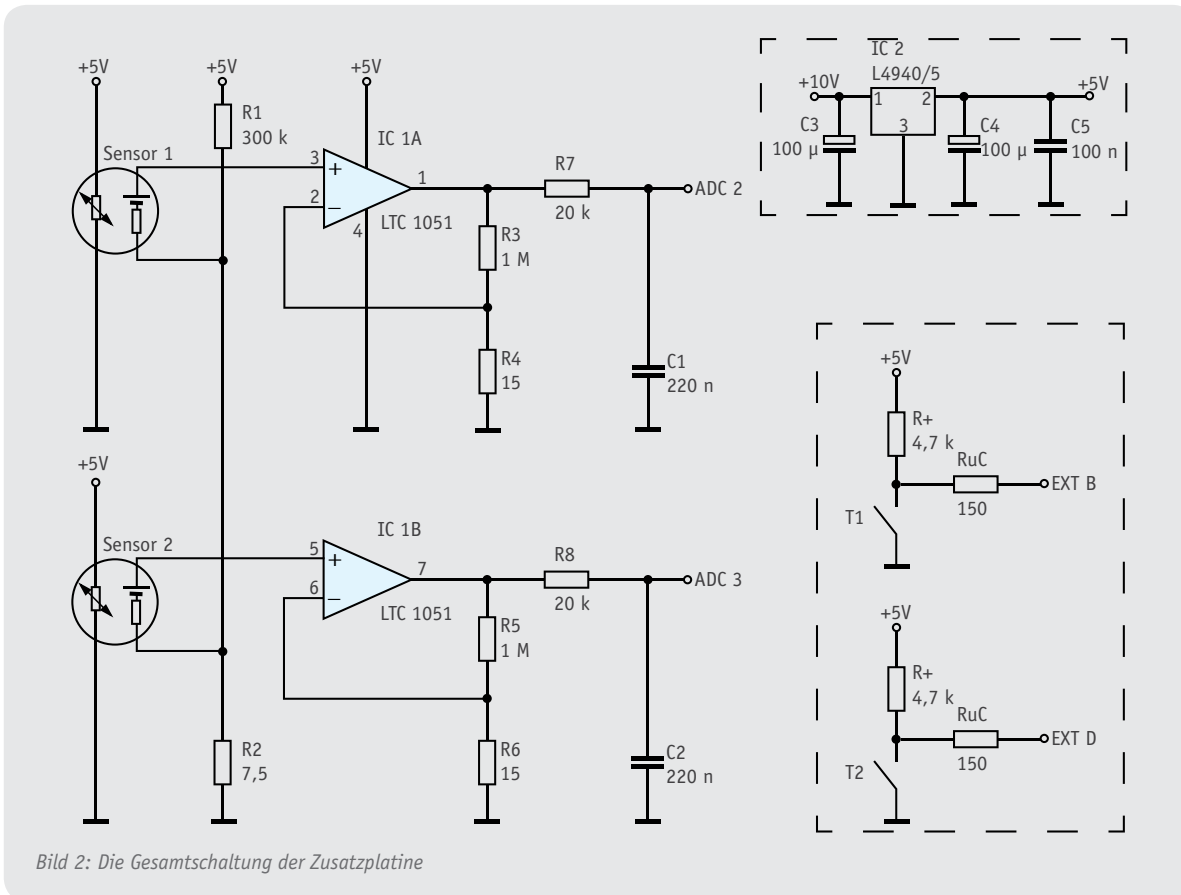 +5V
+5V
+5V
R1
300 k
IC 1A
Sensor 1
3
+
1
2
–
4
LTC 1051
R7
20 k
ADC 2
R3
1 M
R4
15
C1
220 n
IC 2
L4940/5
+10V
1
2
3
+5V
C3
100 µ
C4
100 µ
C5
100 n
+5V
Sensor 2
IC 1B
5
+
7
6
–
LTC 1051
R8
20 k
ADC 3
R5
1 M
R2
7,5
R6
15
C2
220 n
+5V
R+
4,7 k
RuC
150
EXT B
T1
+5V
R+
4,7 k
RuC
150
EXT D
T2
Bild 2: Die Gesamtschaltung der Zusatzplatine